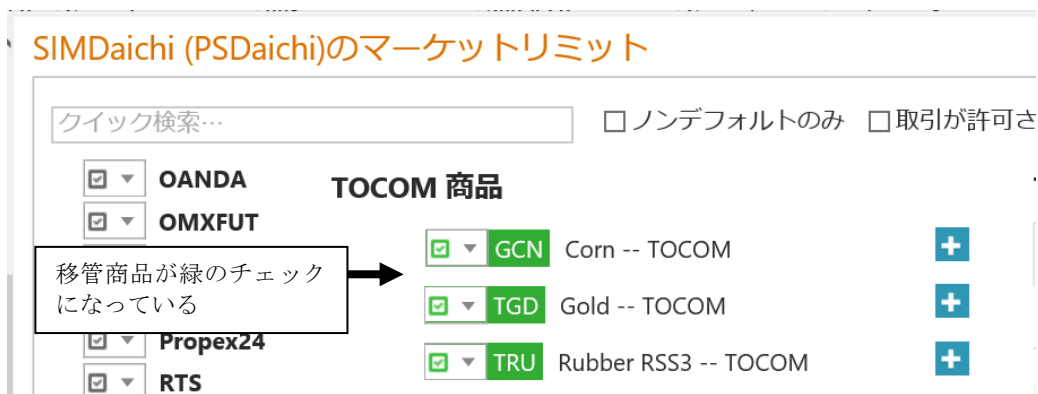 SIMDaichi (PSDaichi)のマーケットリミット
クイック検索…
ノンデフォルトのみ
取引が許可さ
OANDA
OMXFUT
Propex24
RTS
移管商品が緑のチェック
になっている
TOCOM 商品
GCN Corn -- TOCOM
TGD Gold -- TOCOM
TRU Rubber RSS3 -- TOCOM